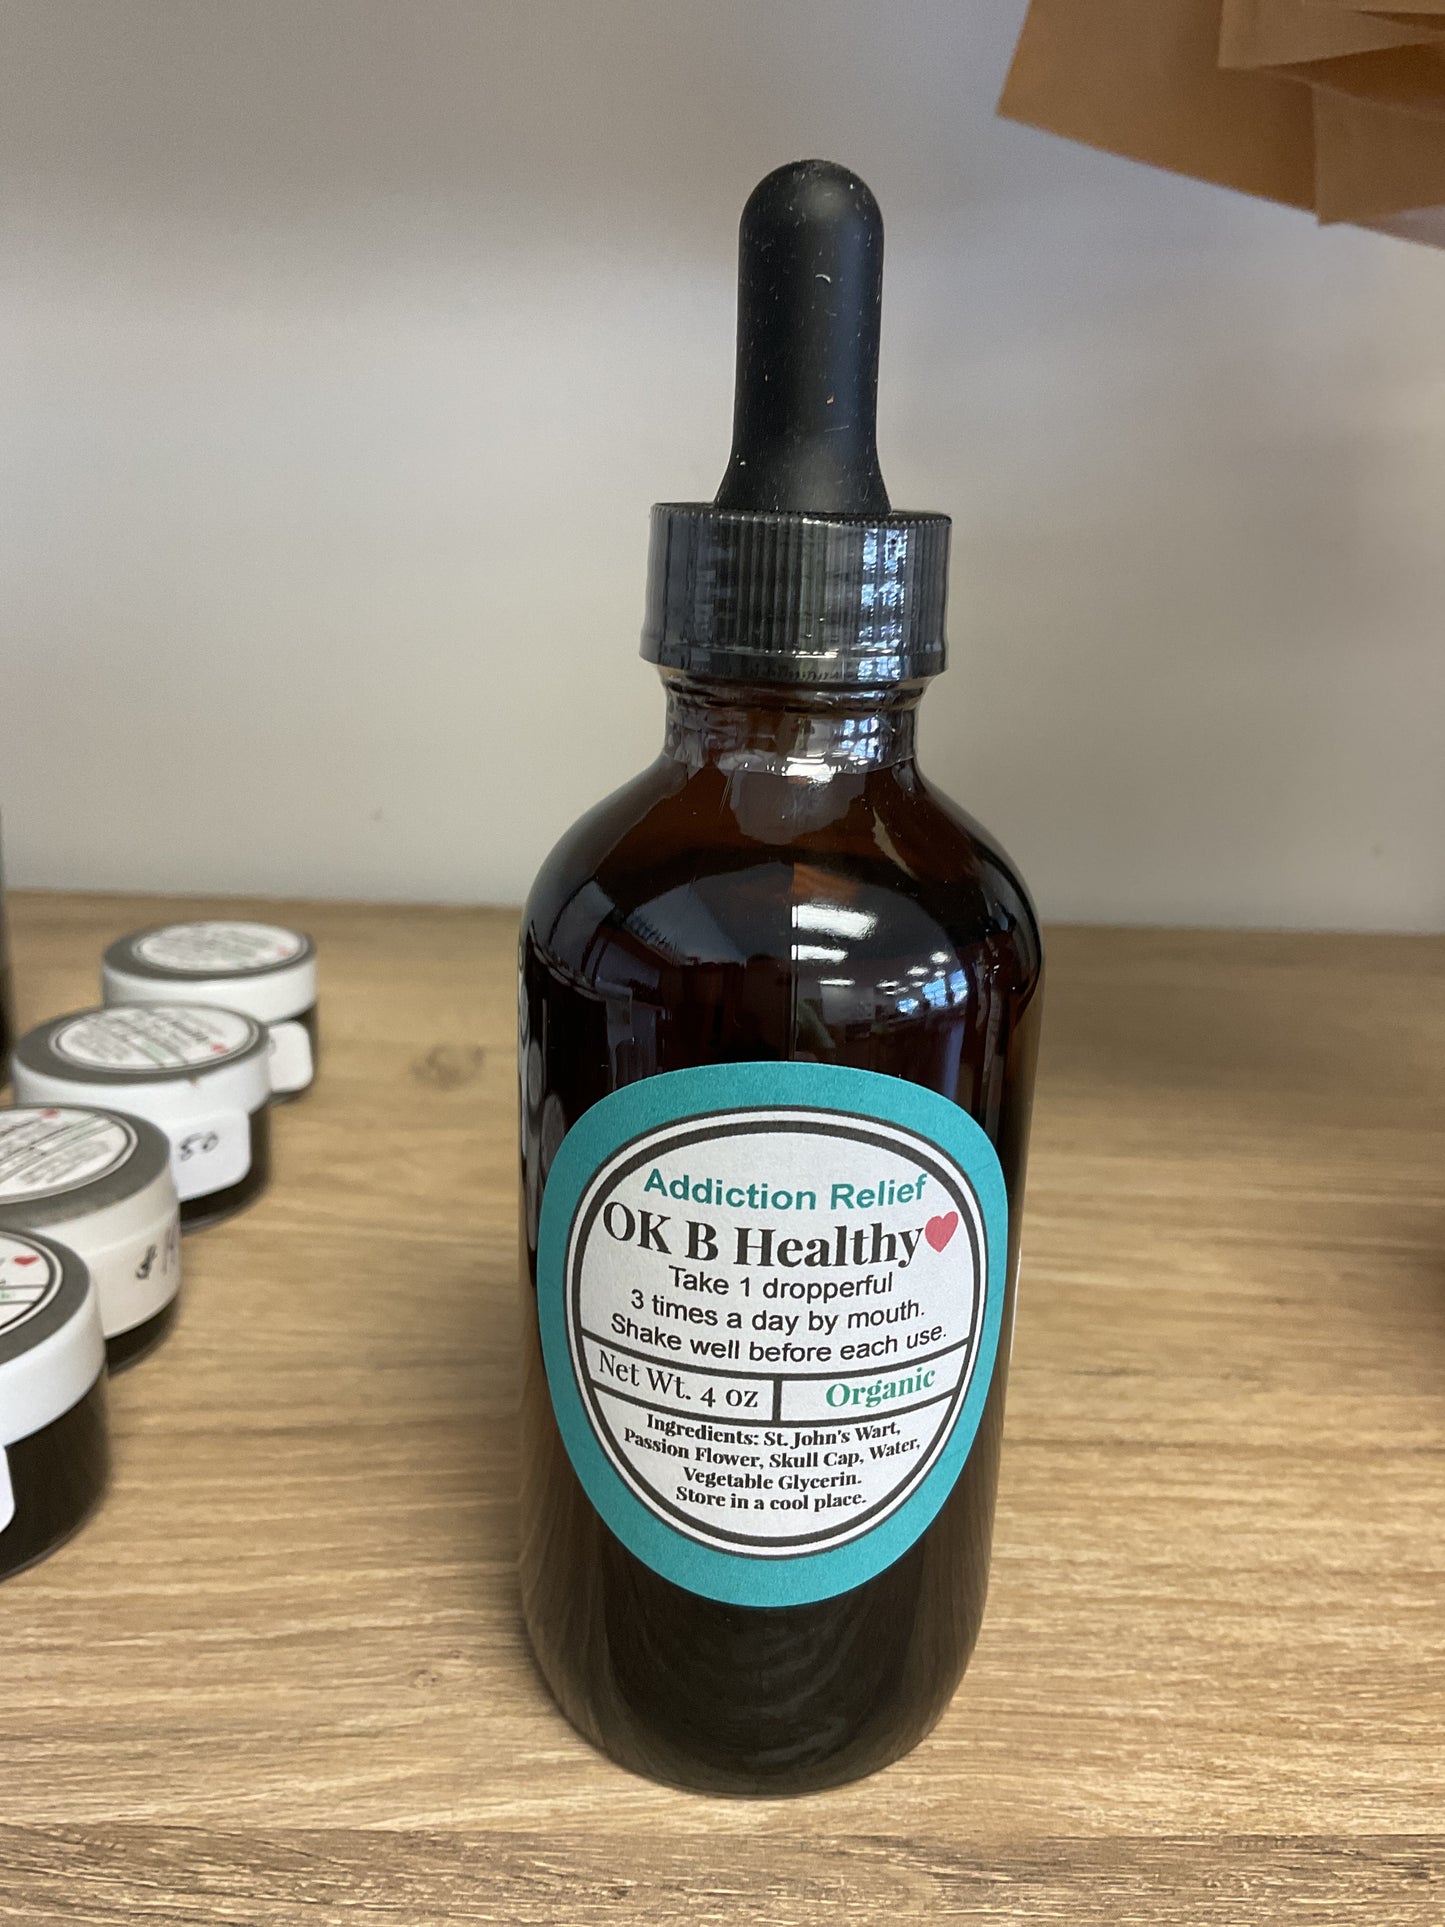 Addiction Relief
OK B Healthy
Take 1 dropperful
3 times a day by mouth.
Shake well before each use.
Net Wt. 4 oz
Organic
Ingredients: St. John's Wart,
Passion Flower, Skull Cap, Water,
Vegetable Glycerin.
Store in a cool place.
50